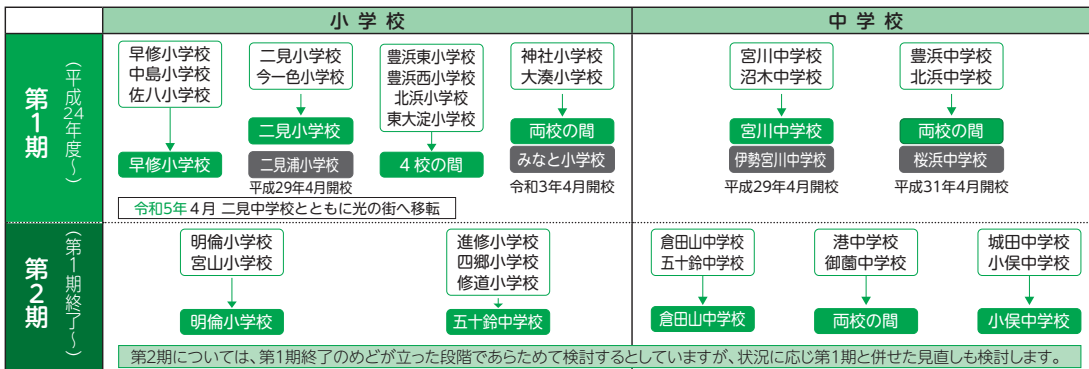 小学校
中学校
第1期
（平成24年度～）
早修小学校
中島小学校
佐八小学校
早修小学校
二見小学校
今一色小学校
二見小学校
二見浦小学校
平成29年4月開校
豊浜東小学校
豊浜西小学校
北浜小学校
東大淀小学校
4校の間
神社小学校
大湊小学校
両校の間
みなと小学校
令和3年4月開校
令和5年4月 二見中学校とともに光の街へ移転
宮川中学校
沼木中学校
宮川中学校
伊勢宮川中学校
平成29年4月開校
豊浜中学校
北浜中学校
両校の間
桜浜中学校
平成31年4月開校
第2期
（第1期終了～）
明倫小学校
宮山小学校
明倫小学校
進修小学校
四郷小学校
修道小学校
五十鈴中学校
倉田山中学校
五十鈴中学校
倉田山中学校
港中学校
御薗中学校
両校の間
城田中学校
小俣中学校
小俣中学校
第2期については、第1期終了のめどが立った段階であらためて検討するとしていますが、状況に応じ第1期と併せた見直しも検討します。